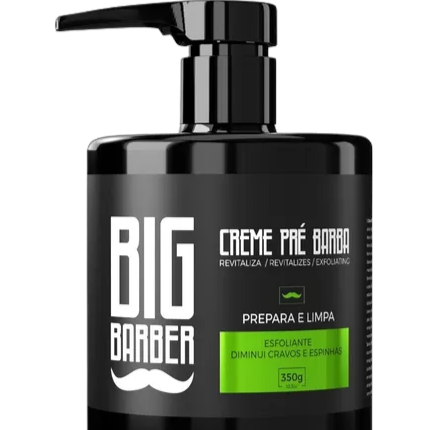 BIG
BARBER
CREME PRÉ BARBA
REVITALIZA / REVITALIZES / EXFOLIATING
PREPARA E LIMPA
ESFOLIANTE
DIMINUI CRAVOS E ESPINHAS
350g